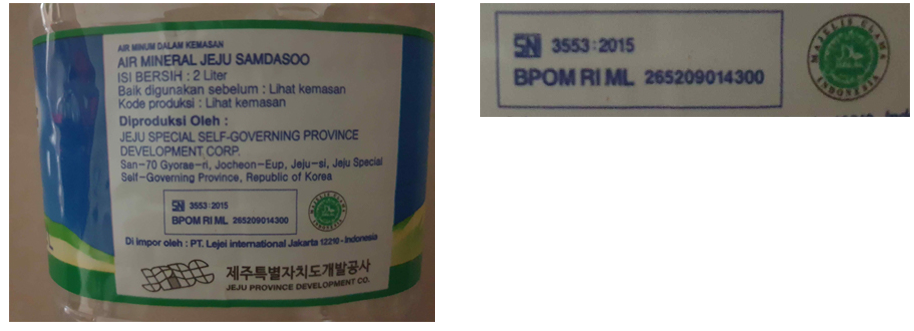 AIR MINUM DALAM KEMASAN
AIR MINERAL JEJU SAMDASOO
ISI BERSIH : 2 Liter
Baik digunakan sebelum : Lihat kemasan
Kode produksi : Lihat kemasan
Diproduksi Oleh :
JEJU SPECIAL SELF-GOVERNING PROVINCE
DEVELOPMENT CORP.
San-70 Gyorae-ri, Jocheon-Eup, Jeju-si, Jeju Special
Self-Governing Province, Republic of Korea
SNI 3553:2015
BPOM RI ML 265209014300
Di impor oleh : PT. Lejei international Jakarta 12210-Indonesia
제주특별자치도개발공사
JEJU PROVINCE DEVELOPMENT CO.
SNI 3553:2015
BPOM RI ML 265209014300
MAJELIS ULAMA
INDONESIA